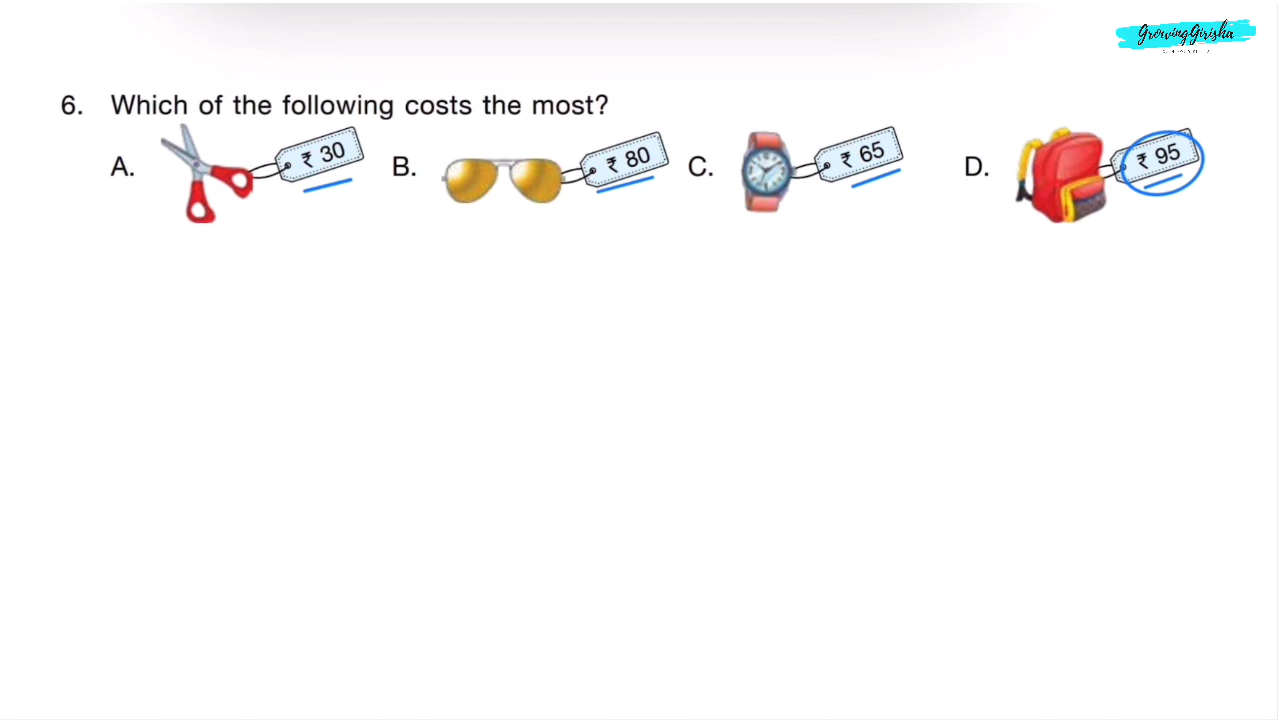 GrowingGirisha
6. Which of the following costs the most?
A. ₹ 30 B. ₹ 80 C. ₹ 65 D. ₹ 95